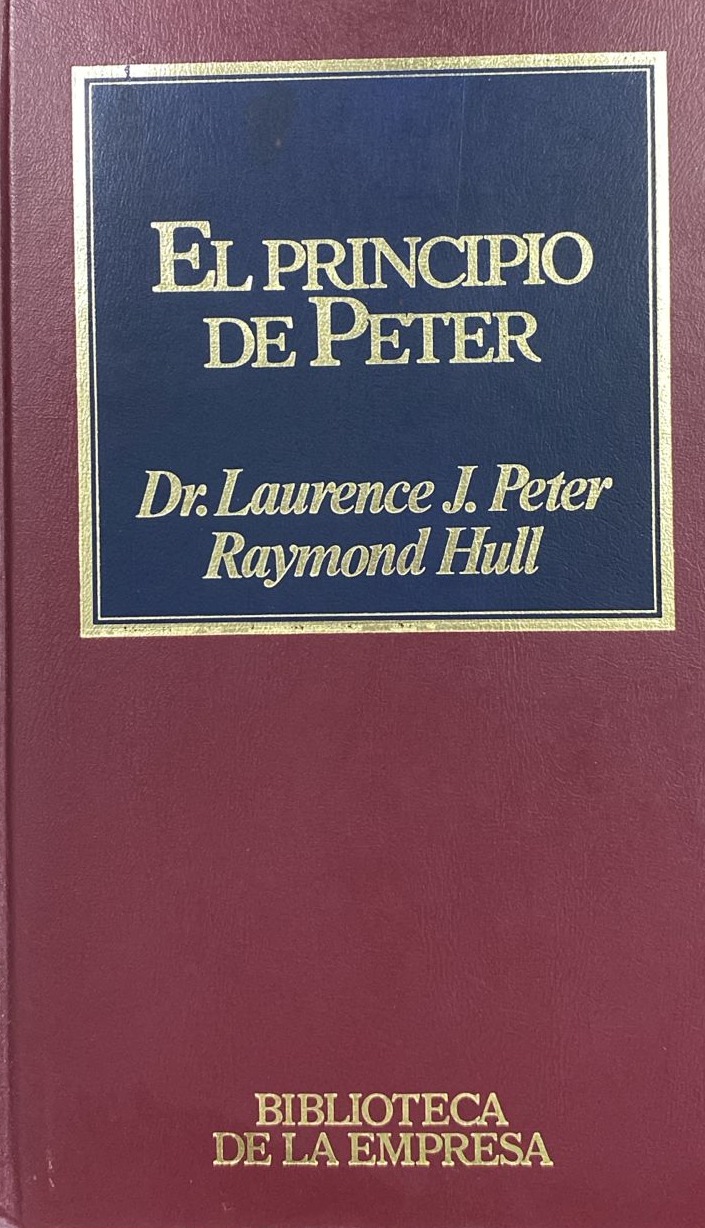 El principio
de Peter
Dr. Laurence J. Peter
Raymond Hull
BIBLIOTECA
DE LA EMPRESA